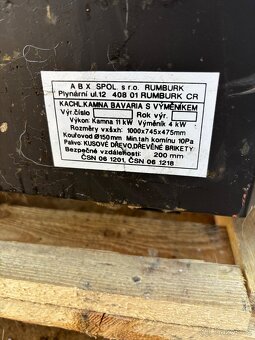 A B X SPOL. s r.o. RUMBURK
Plynární ul.12 408 01 RUMBURK CR
KACHL.KAMNA BAVARIA S VÝMĚNÍKEM
Výr.číslo Rok výr.
Výkon: Kamna 11 kW Výměník 4 kW
Rozměry vxšxh: 1000x745x475mm
Kouřovod Ø150mm Min.tah komínu 10Pa
Palivo: KUSOVÉ DŘEVO,DŘEVĚNÉ BRIKETY
Bezpečné vzdálenosti: 200 mm
ČSN 06 1201, ČSN 06 1218